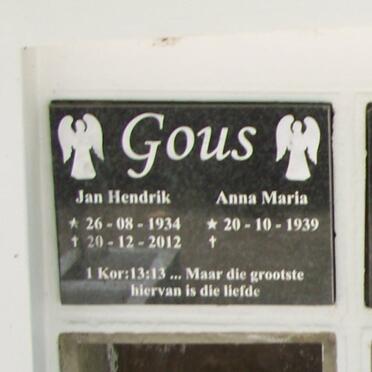 Gous
Jan Hendrik Anna Maria
* 26 - 08 - 1934 * 20 - 10 - 1939
† 20 - 12 - 2012 †
1 Kor:13:13 ... Maar die grootste
hiervan is die liefde